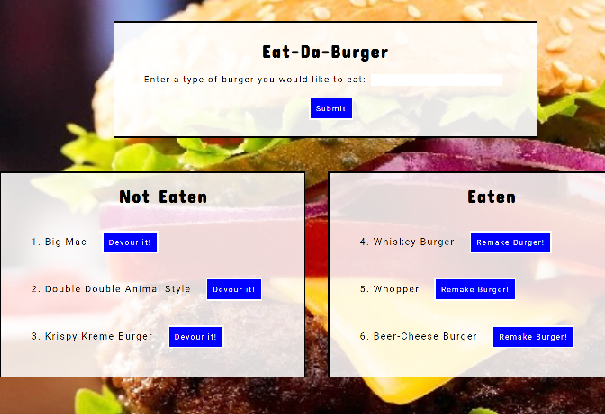 Eat-Da-Burger
Enter a type of burger you would like to eat:
Submit
Not Eaten
1. Big Mac Devour it!
2. Double Double Animal Style Devour it!
3. Krispy Kreme Burger Devour it!
Eaten
4. Whiskey Burger Remake Burger!
5. Whopper Remake Burger!
6. Beer-Cheese Burger Remake Burger!